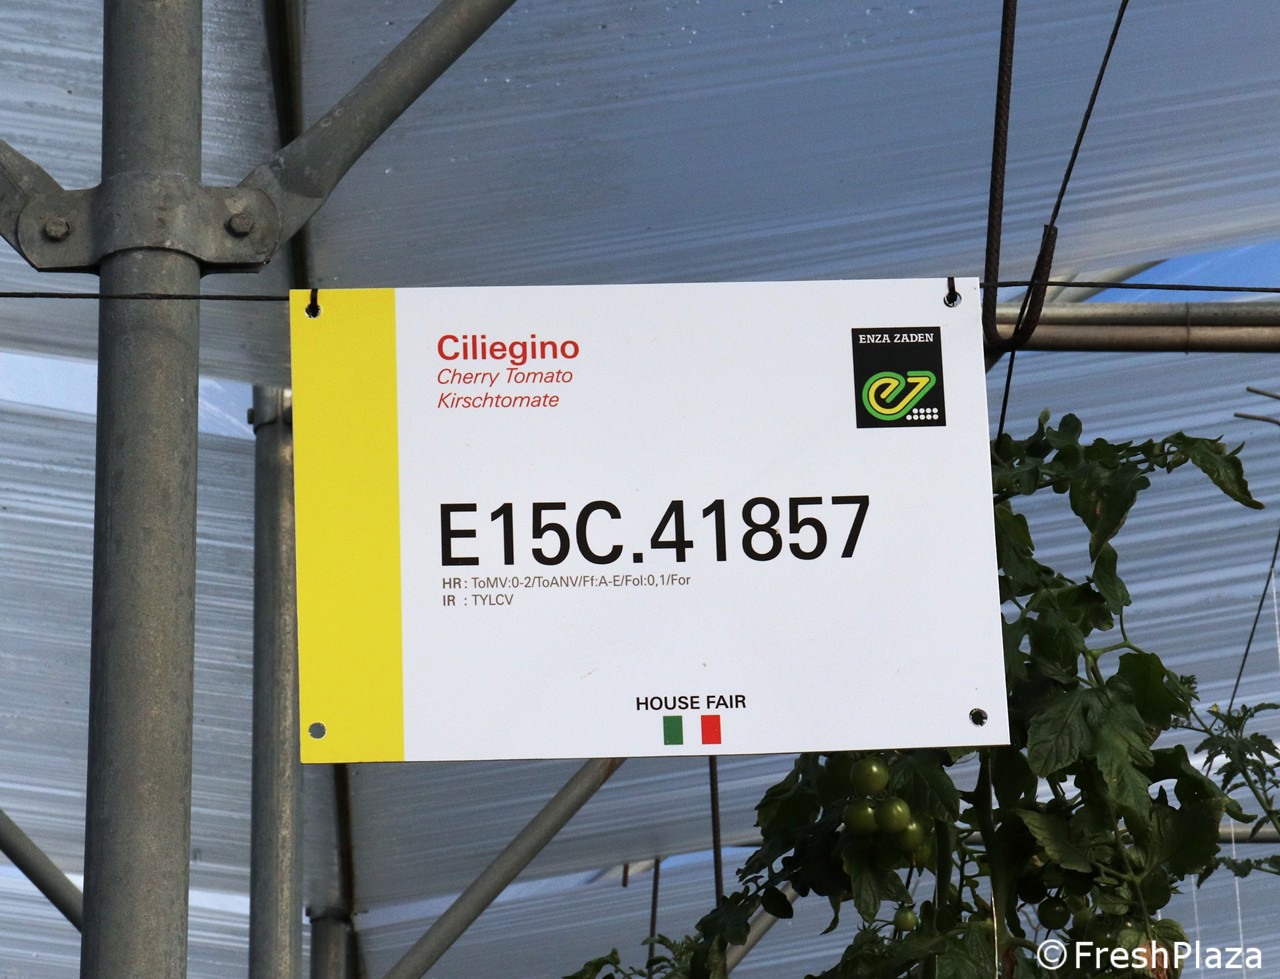 Ciliegino
Cherry Tomato
Kirschtomate
ENZA ZADEN
E15C.41857
HR: ToMV:0-2/ToANV/Ff:A-E/Fol:0,1/For
IR : TYLCV
HOUSE FAIR
©FreshPlaza